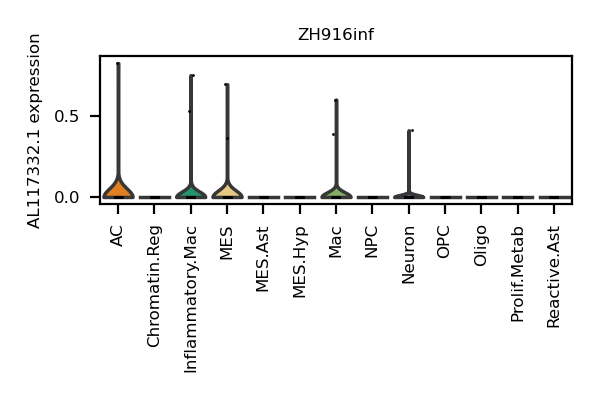 ZH916inf
AL117332.1 expression
0.5
0.0
AC
Chromatin.Reg
Inflammatory.Mac
MES
MES.Ast
MES.Hyp
Mac
NPC
Neuron
OPC
Oligo
Prolif.Metab
Reactive.Ast